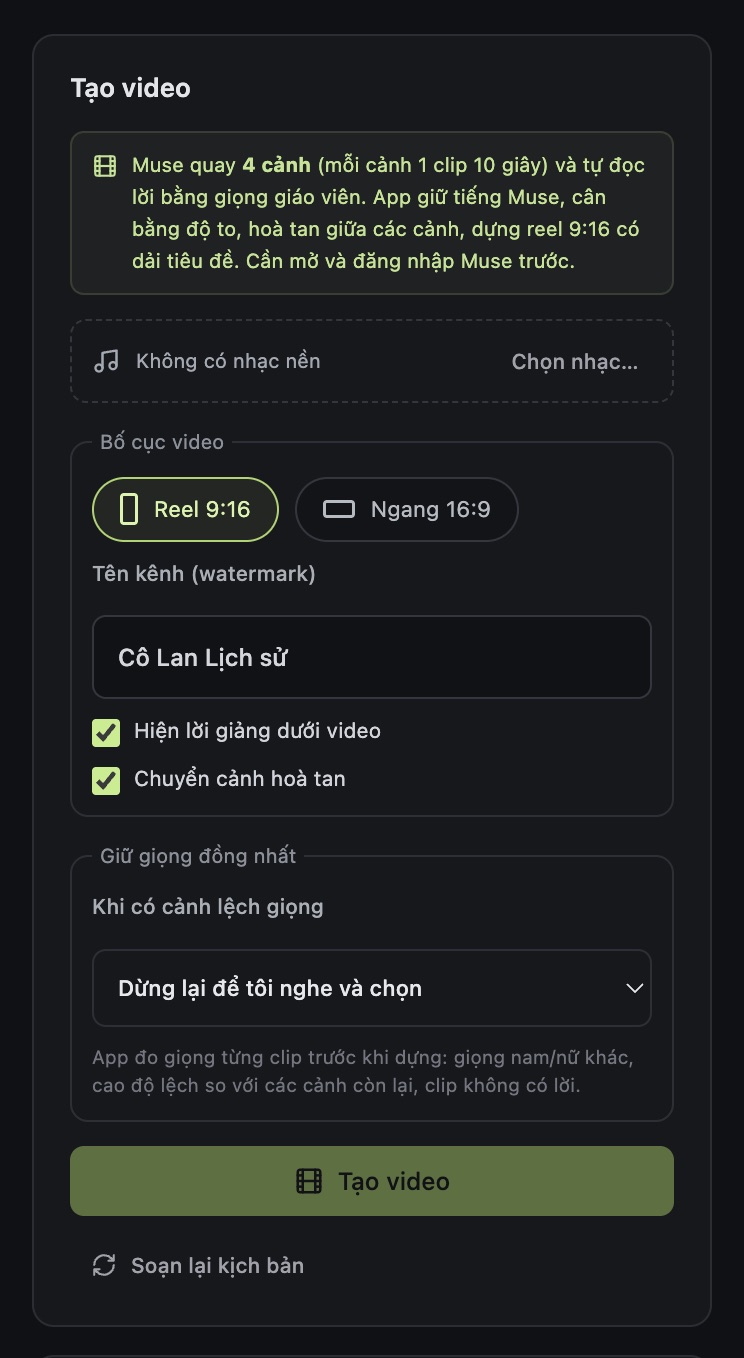 Tạo video
Muse quay 4 cảnh (mỗi cảnh 1 clip 10 giây) và tự đọc
lời bằng giọng giáo viên. App giữ tiếng Muse, cân
bằng độ to, hoà tan giữa các cảnh, dựng reel 9:16 có
dải tiêu đề. Cần mở và đăng nhập Muse trước.
Không có nhạc nền
Chọn nhạc...
Bố cục video
Reel 9:16
Ngang 16:9
Tên kênh (watermark)
Cô Lan Lịch sử
Hiện lời giảng dưới video
Chuyển cảnh hoà tan
Giữ giọng đồng nhất
Khi có cảnh lệch giọng
Dừng lại để tôi nghe và chọn
App đo giọng từng clip trước khi dựng: giọng nam/nữ khác,
cao độ lệch so với các cảnh còn lại, clip không có lời.
Tạo video
Soạn lại kịch bản